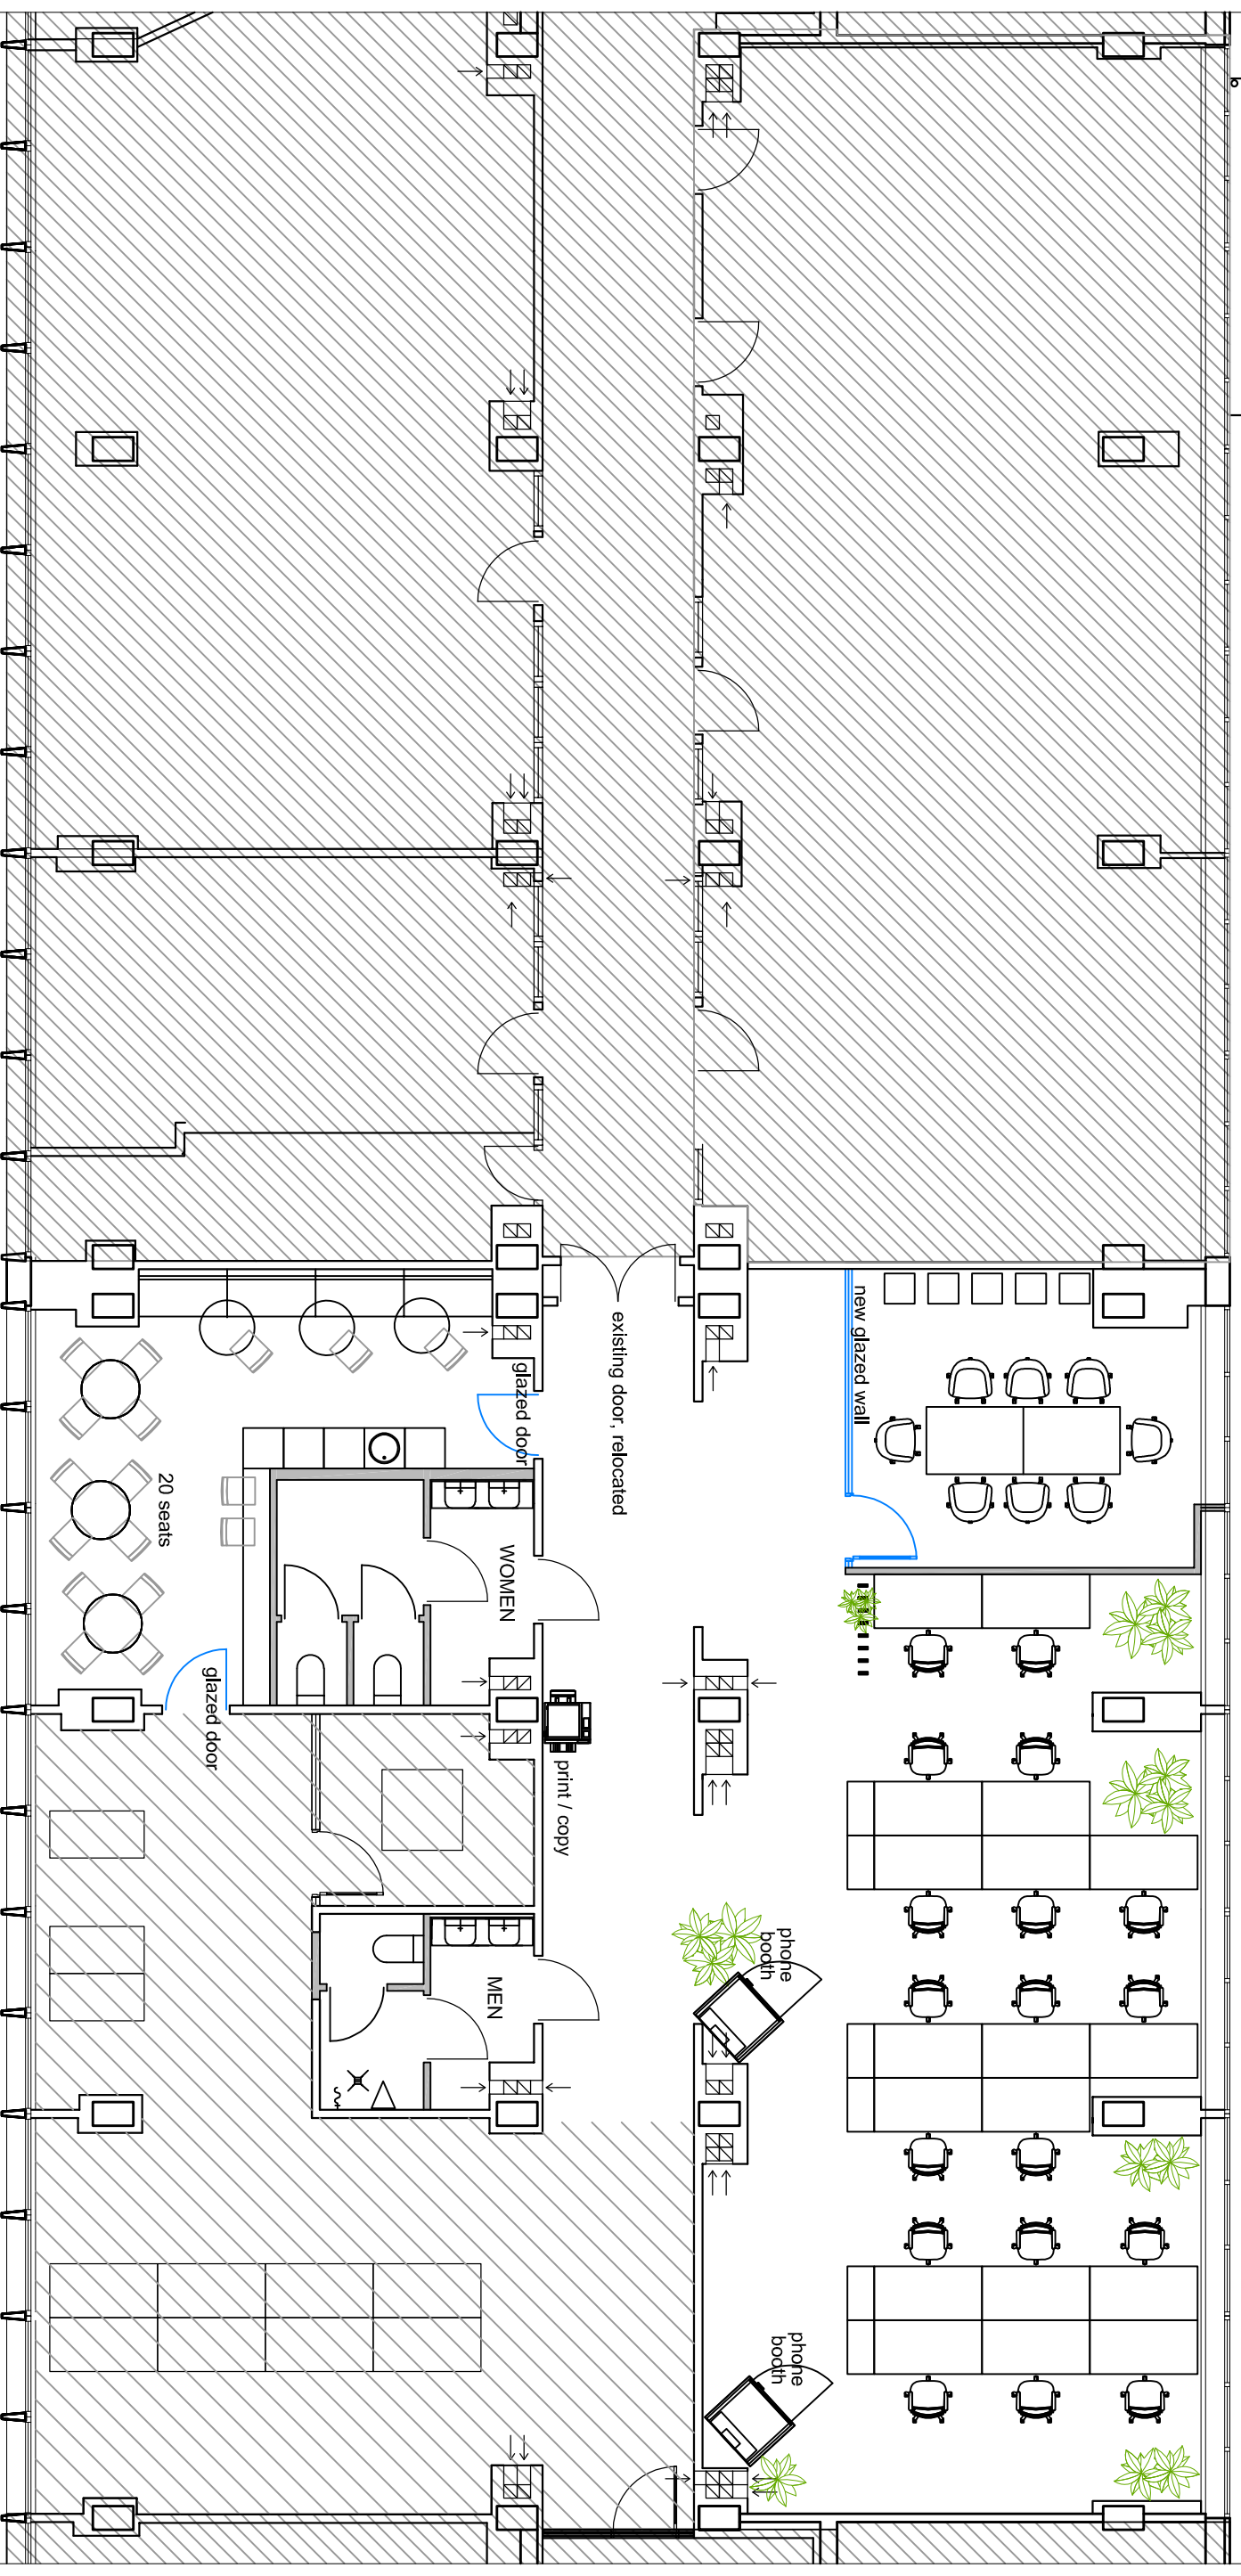 existing door, relocated
new glazed wall
glazed door
20 seats
WOMEN
glazed door
print / copy
phone
booth
MEN
phone
booth